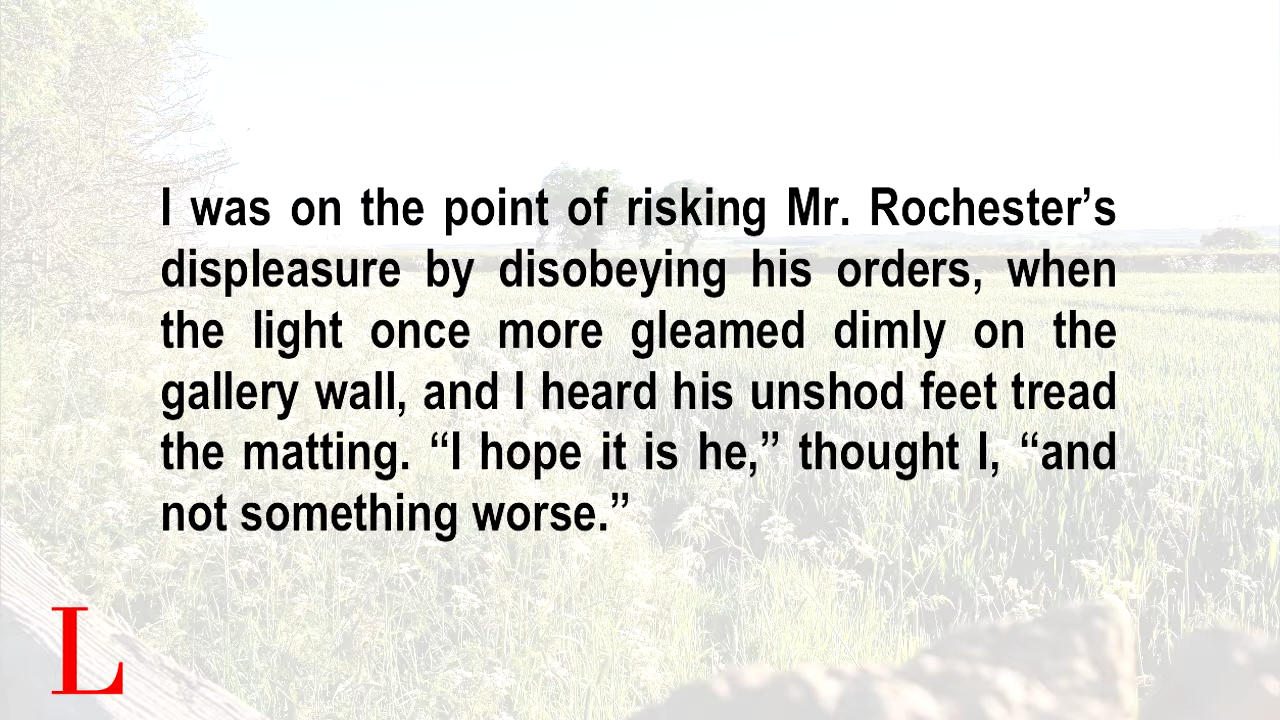 I was on the point of risking Mr. Rochester’s
displeasure by disobeying his orders, when
the light once more gleamed dimly on the
gallery wall, and I heard his unshod feet tread
the matting. “I hope it is he,” thought I, “and
not something worse.”
L